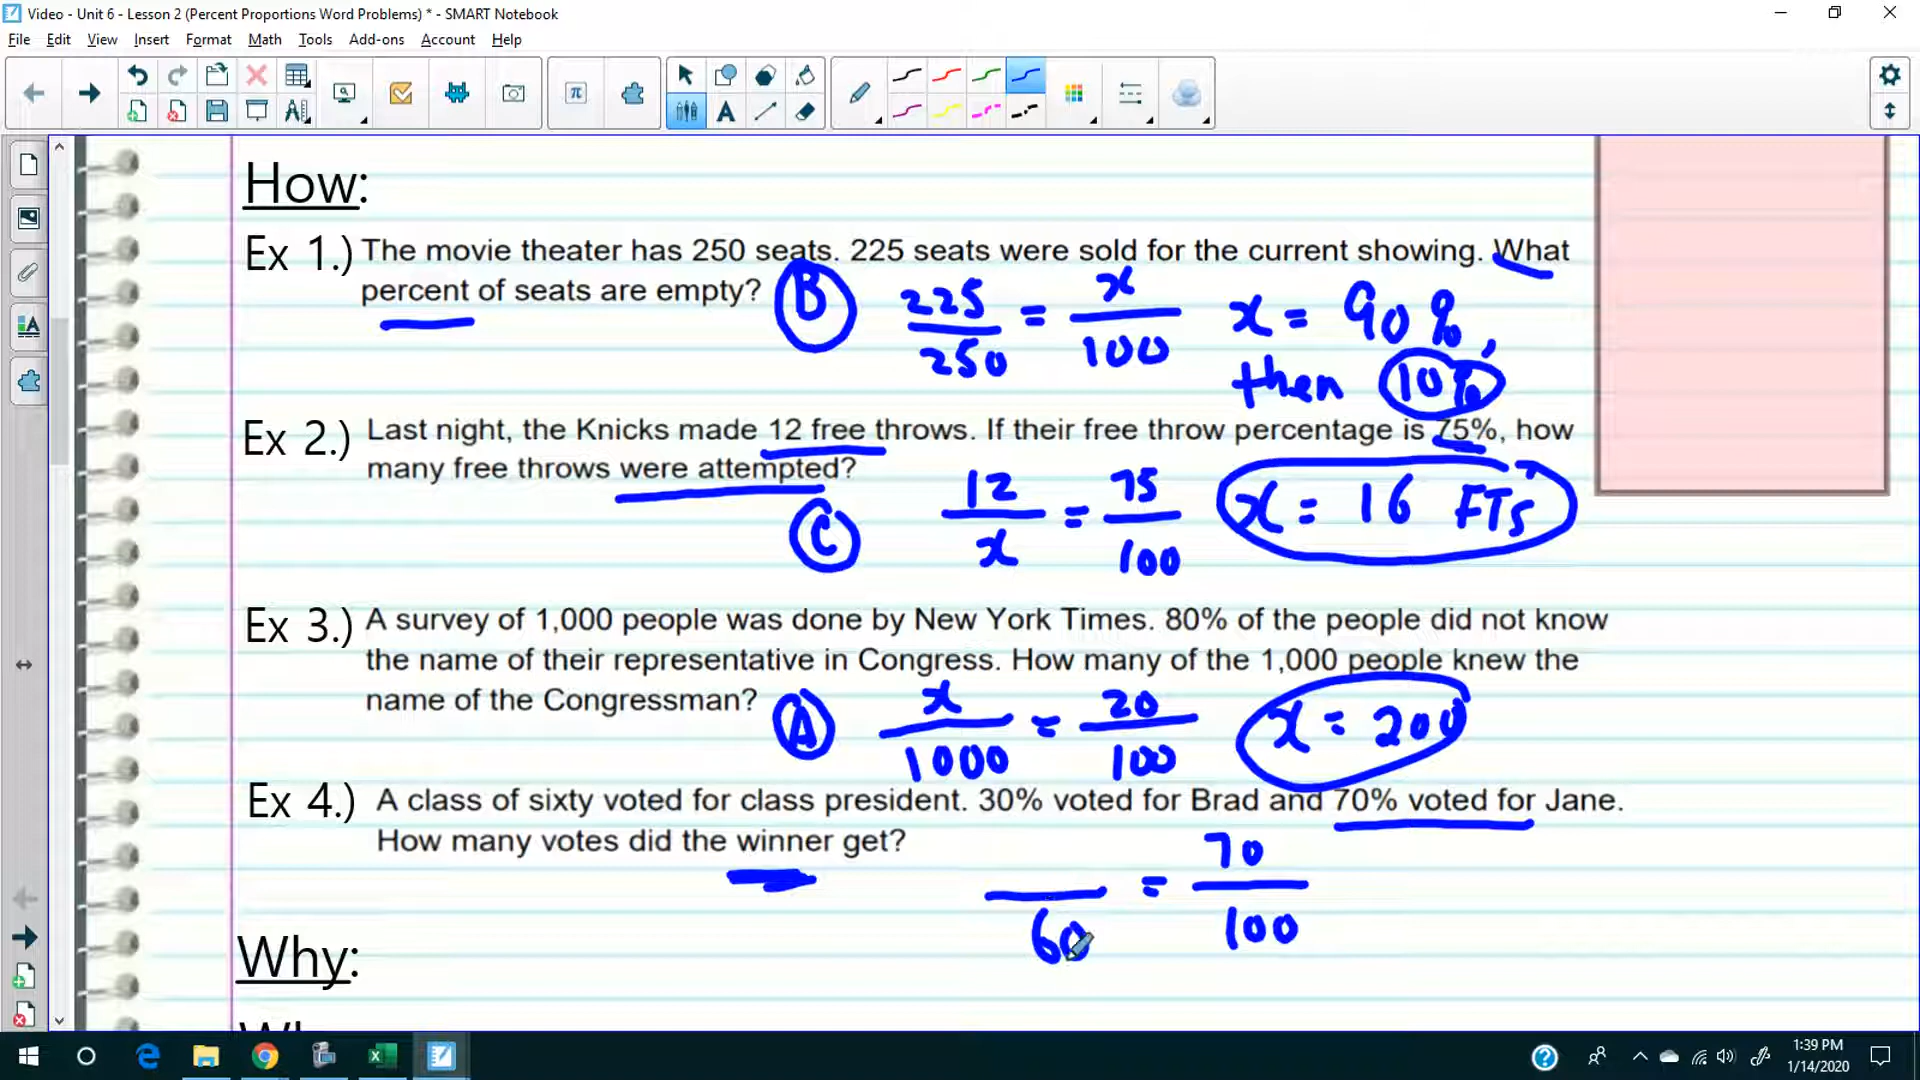 Video - Unit 6 - Lesson 2 (Percent Proportions Word Problems) * - SMART Notebook
File Edit View Insert Format Math Tools Add-ons Account Help
How:
Ex 1.) The movie theater has 250 seats. 225 seats were sold for the current showing. What
percent of seats are empty?
B 225/250 = x/100 x = 90%,
then 10%
Ex 2.) Last night, the Knicks made 12 free throws. If their free throw percentage is 75%, how
many free throws were attempted?
C 12/x = 75/100 x = 16 FTs
Ex 3.) A survey of 1,000 people was done by New York Times. 80% of the people did not know
the name of their representative in Congress. How many of the 1,000 people knew the
name of the Congressman?
A x/1000 = 20/100 x = 200
Ex 4.) A class of sixty voted for class president. 30% voted for Brad and 70% voted for Jane.
How many votes did the winner get?
/60 = 70/100
Why:
1:39 PM
1/14/2020